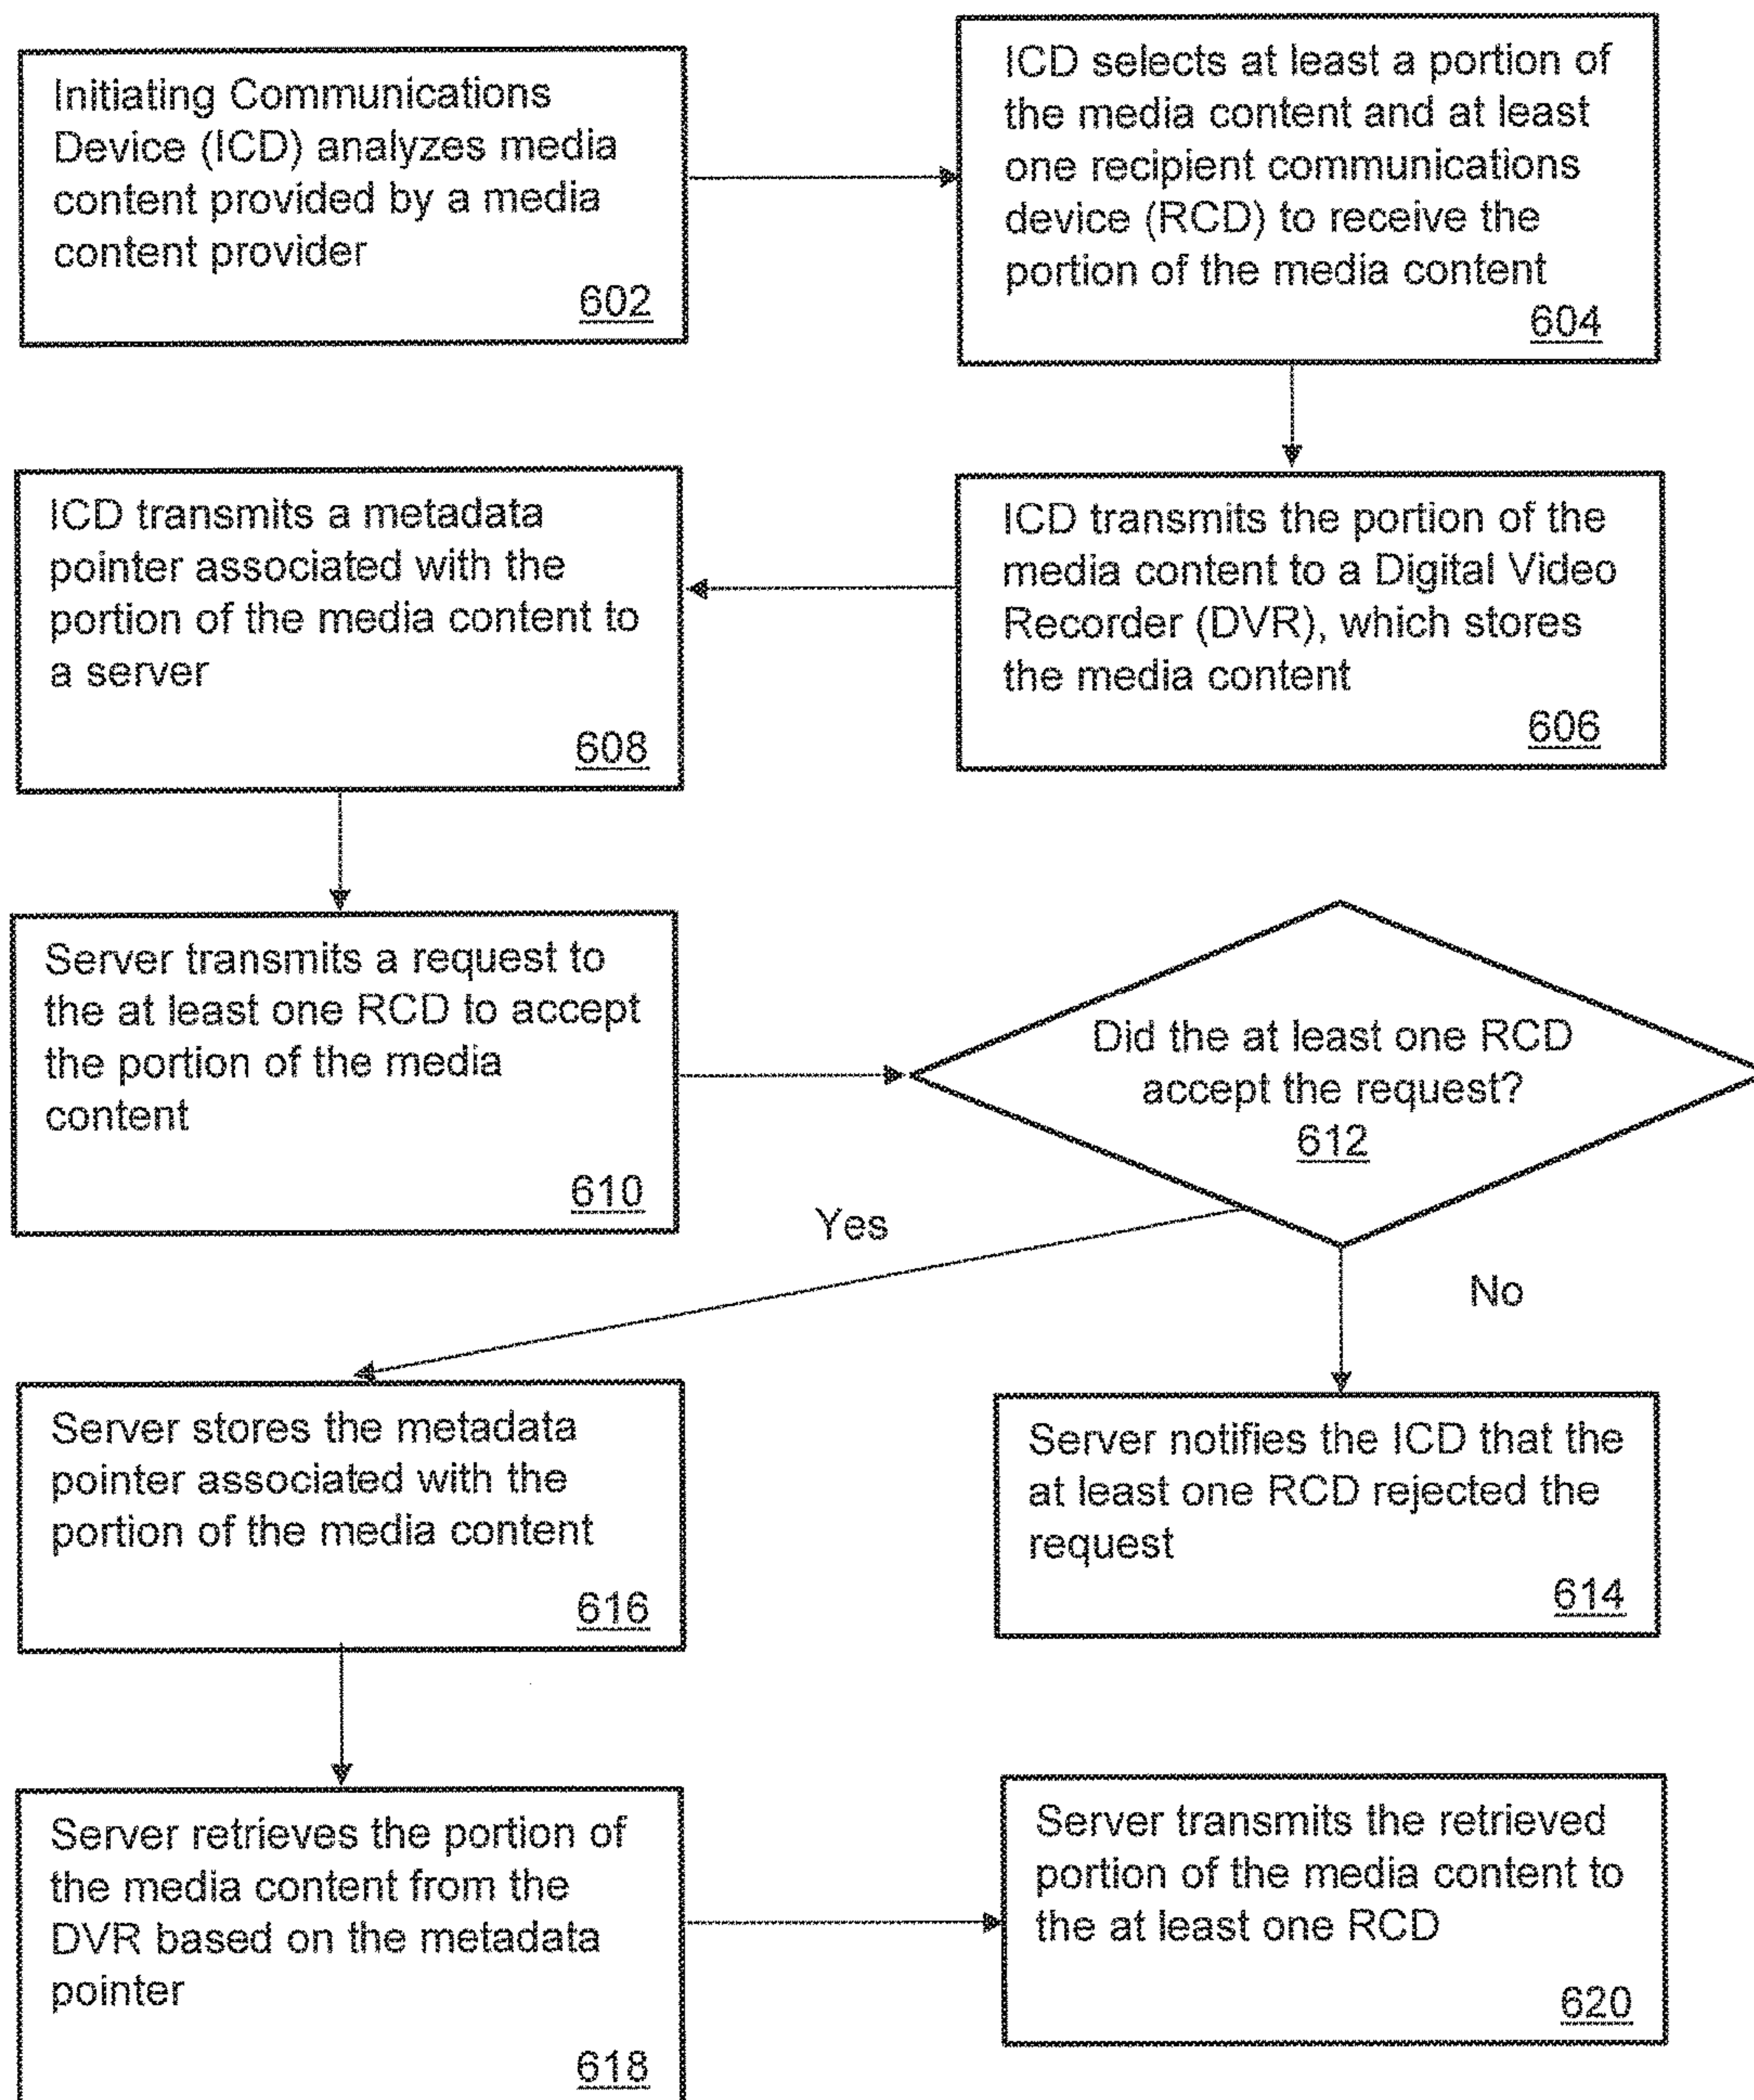 Initiating Communications
Device (ICD) analyzes media
content provided by a media
content provider
602
ICD selects at least a portion of
the media content and at least
one recipient communications
device (RCD) to receive the
portion of the media content
604
ICD transmits the portion of the
media content to a Digital Video
Recorder (DVR), which stores
the media content
606
ICD transmits a metadata
pointer associated with the
portion of the media content to
a server
608
Server transmits a request to
the at least one RCD to accept
the portion of the media
content
610
Did the at least one RCD
accept the request?
612
Yes
No
Server notifies the ICD that the
at least one RCD rejected the
request
614
Server stores the metadata
pointer associated with the
portion of the media content
616
Server retrieves the portion of
the media content from the
DVR based on the metadata
pointer
618
Server transmits the retrieved
portion of the media content to
the at least one RCD
620